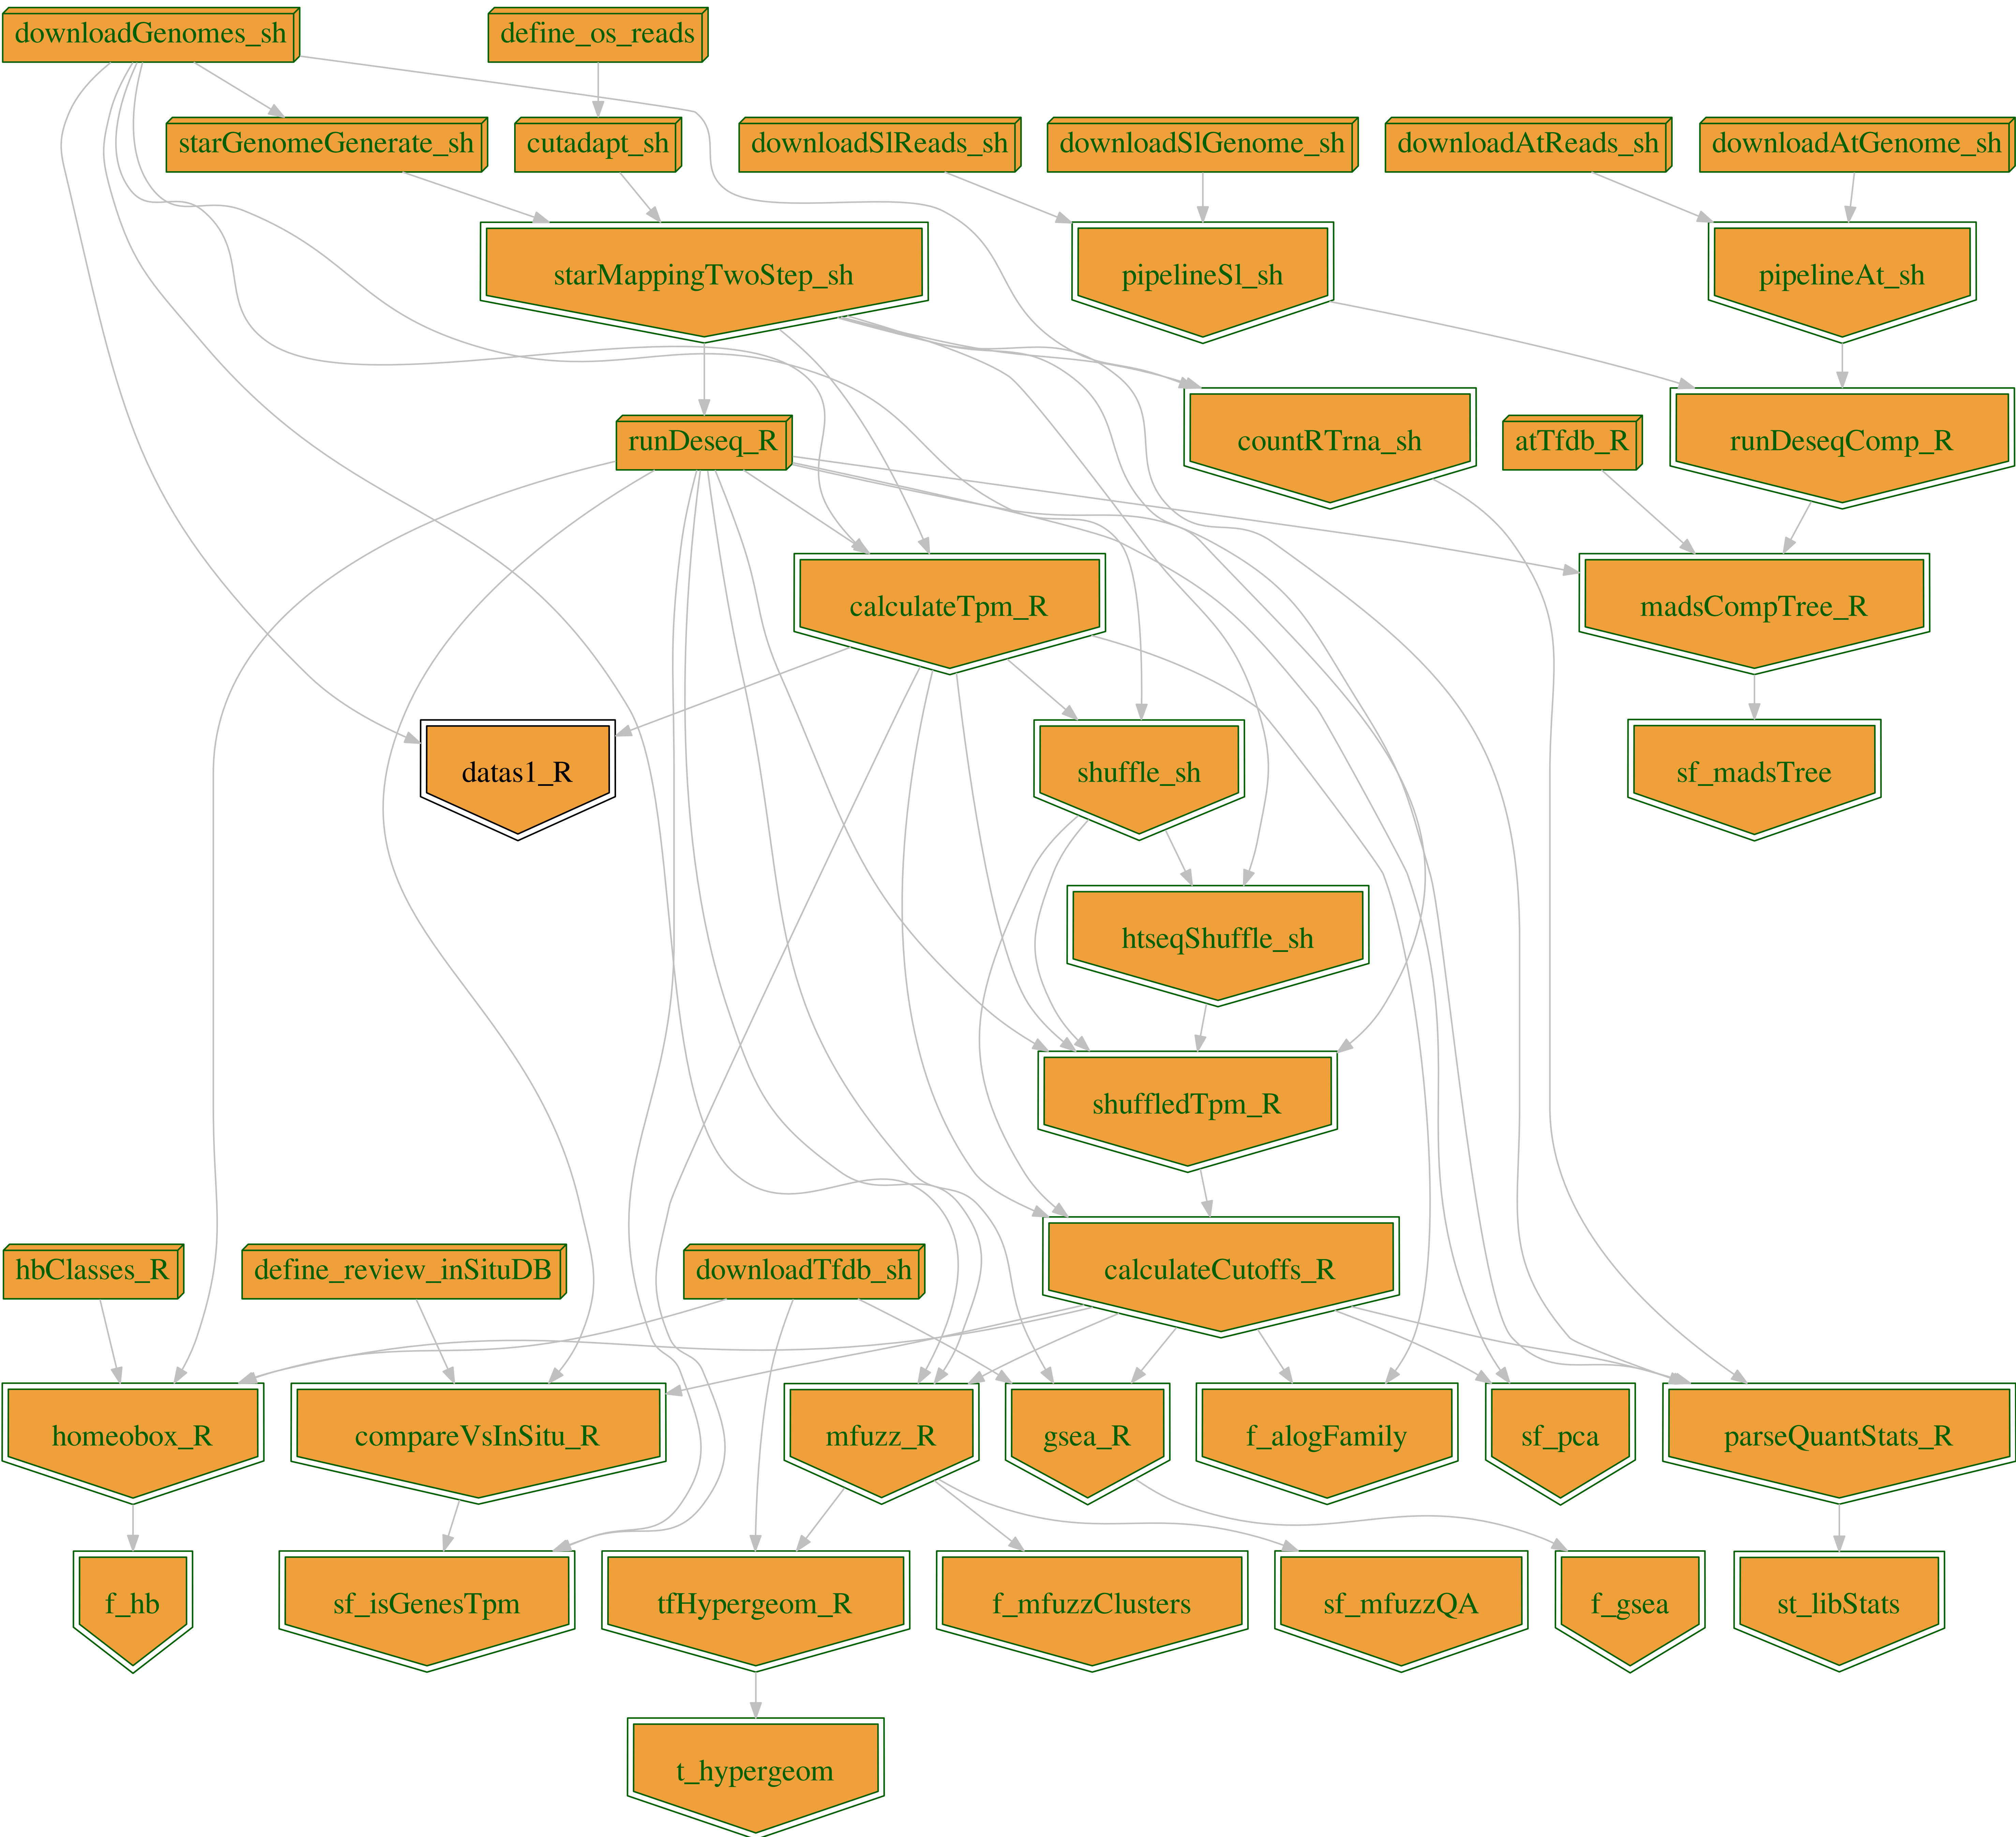 downloadGenomes_sh
define_os_reads
starGenomeGenerate_sh
cutadapt_sh
downloadSlReads_sh
downloadSlGenome_sh
downloadAtReads_sh
downloadAtGenome_sh
starMappingTwoStep_sh
pipelineSl_sh
pipelineAt_sh
runDeseq_R
countRTrna_sh
atTfdb_R
runDeseqComp_R
calculateTpm_R
madsCompTree_R
datas1_R
shuffle_sh
sf_madsTree
htseqShuffle_sh
shuffledTpm_R
hbClasses_R
define_review_inSituDB
downloadTfdb_sh
calculateCutoffs_R
homeobox_R
compareVsInSitu_R
mfuzz_R
gsea_R
f_alogFamily
sf_pca
parseQuantStats_R
f_hb
sf_isGenesTpm
tfHypergeom_R
f_mfuzzClusters
sf_mfuzzQA
f_gsea
st_libStats
t_hypergeom